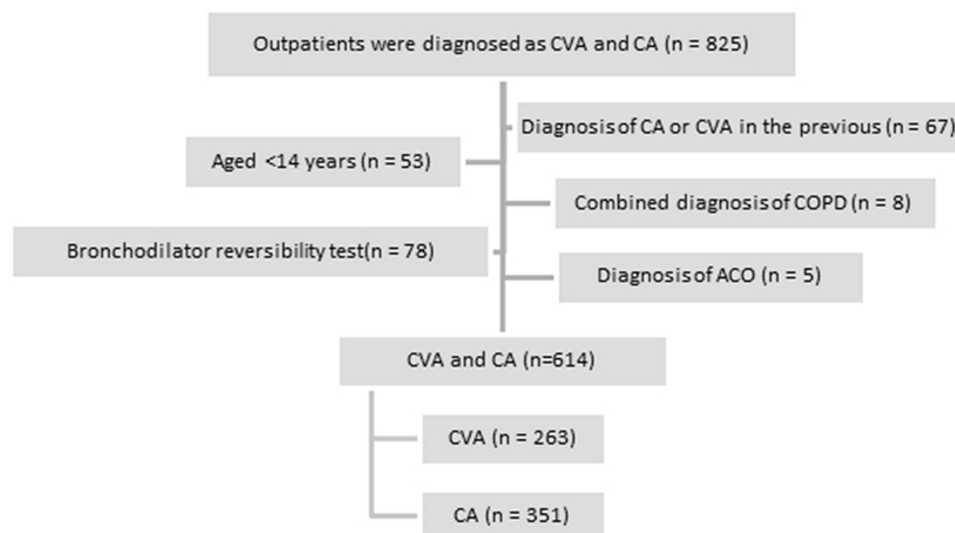 Outpatients were diagnosed as CVA and CA (n = 825)
Diagnosis of CA or CVA in the previous (n = 67)
Aged <14 years (n = 53)
Combined diagnosis of COPD (n = 8)
Bronchodilator reversibility test(n = 78)
Diagnosis of ACO (n = 5)
CVA and CA (n=614)
CVA (n = 263)
CA (n = 351)